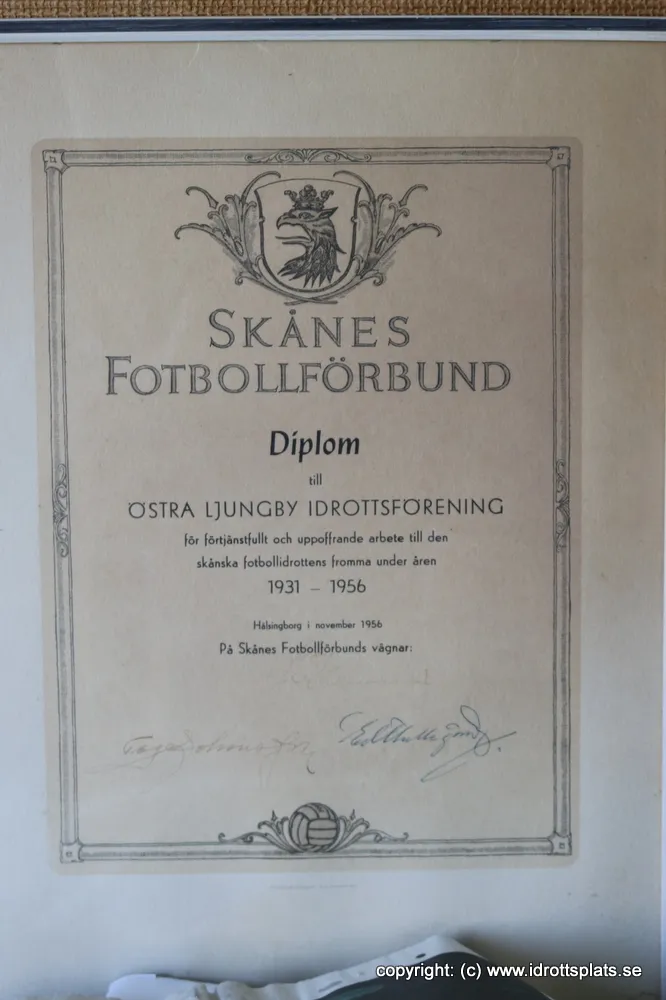 SKÅNES
FOTBOLLFÖRBUND
Diplom
till
ÖSTRA LJUNGBY IDROTTSFÖRENING
för förtjänstfullt och uppoffrande arbete till den
skånska fotbollidrottens fromma under åren
1931 – 1956
Hälsingborg i november 1956
På Skånes Fotbollförbunds vägnar:
copyright: (c) www.idrottsplats.se